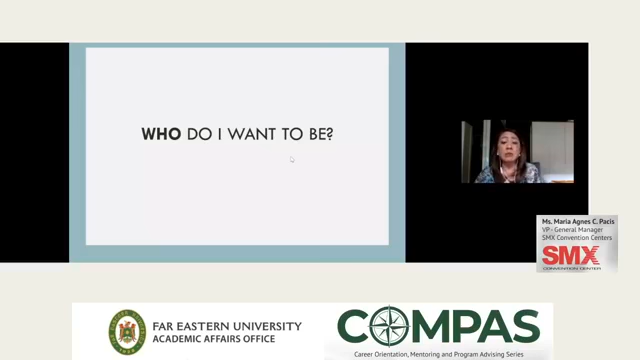 WHO DO I WANT TO BE?
Ms. Maria Agnes C. Pacis
VP - General Manager
SMX Convention Centers
SMX
CONVENTION CENTER
FAR EASTERN UNIVERSITY
ACADEMIC AFFAIRS OFFICE
COMPAS
Career Orientation, Mentoring and Program Advising Series